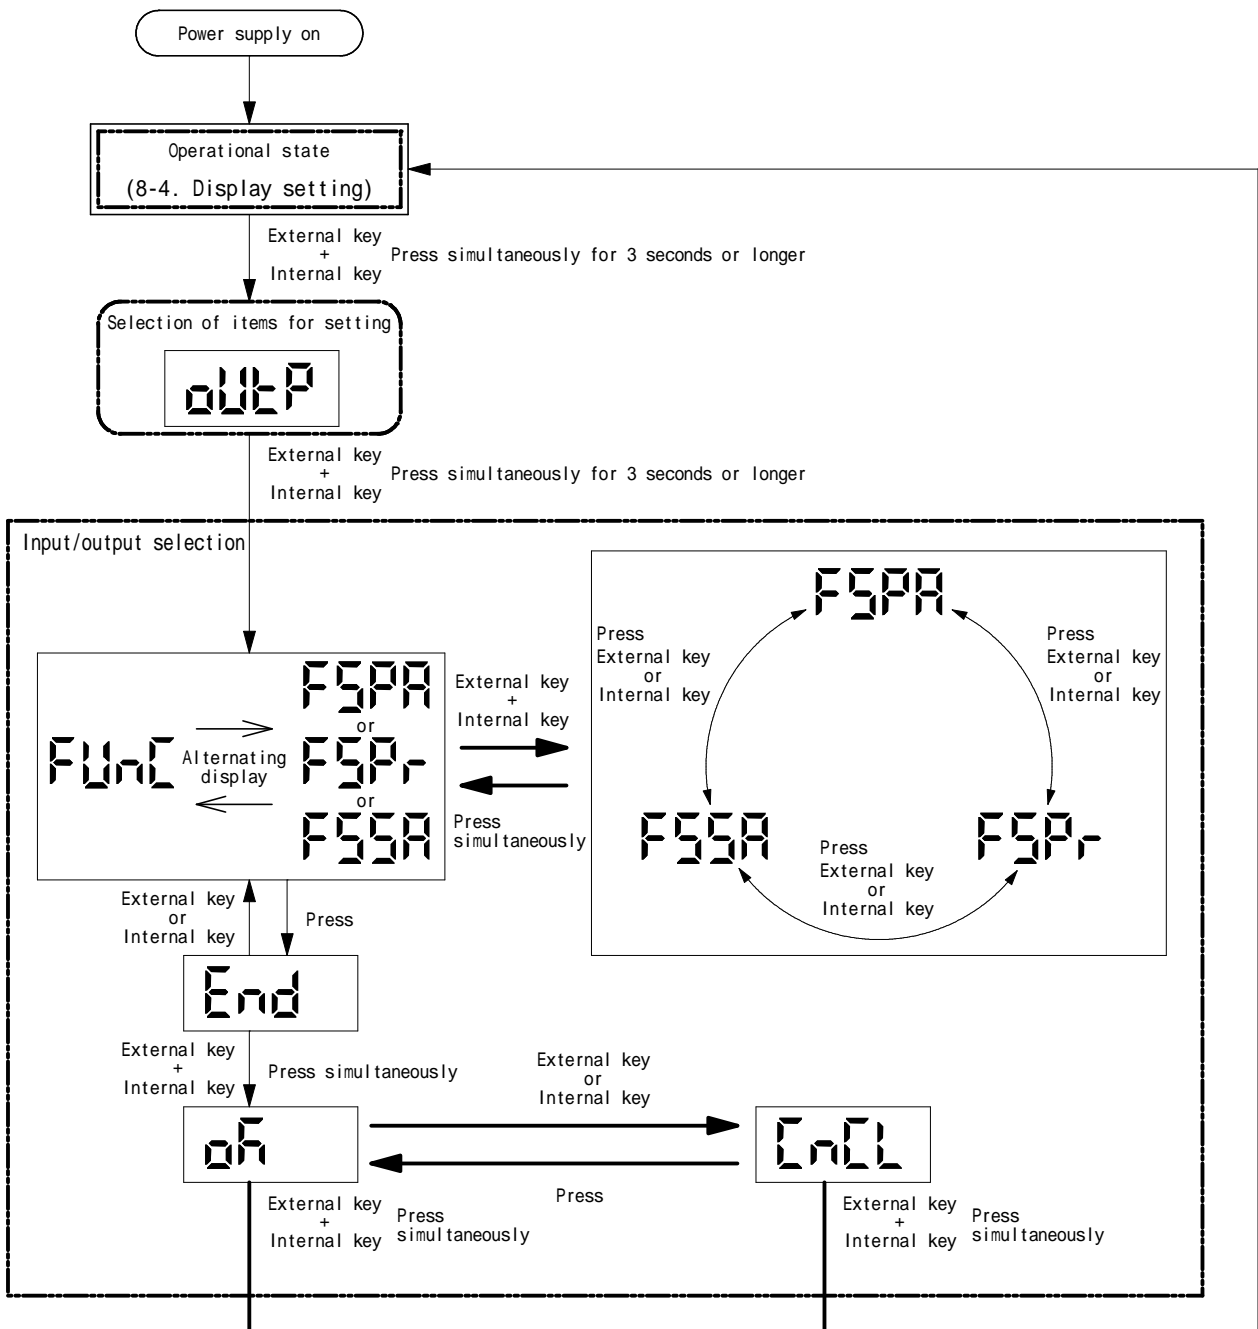 Power supply on
Operational state
(8-4. Display setting)
External key
+
Internal key
Press simultaneously for 3 seconds or longer
Selection of items for setting
oUtP
External key
+
Internal key
Press simultaneously for 3 seconds or longer
Input/output selection
FUnC
Alternating
display
FSPA
or
FSPr
or
FSSA
External key
+
Internal key
Press
simultaneously
FSPA
Press
External key
or
Internal key
Press
External key
or
Internal key
FSSA
FSPr
Press
External key
or
Internal key
External key
or
Internal key
Press
End
External key
+
Internal key
Press simultaneously
External key
or
Internal key
oK
CnCL
Press
External key
+
Internal key
Press
simultaneously
External key
+
Internal key
Press
simultaneously